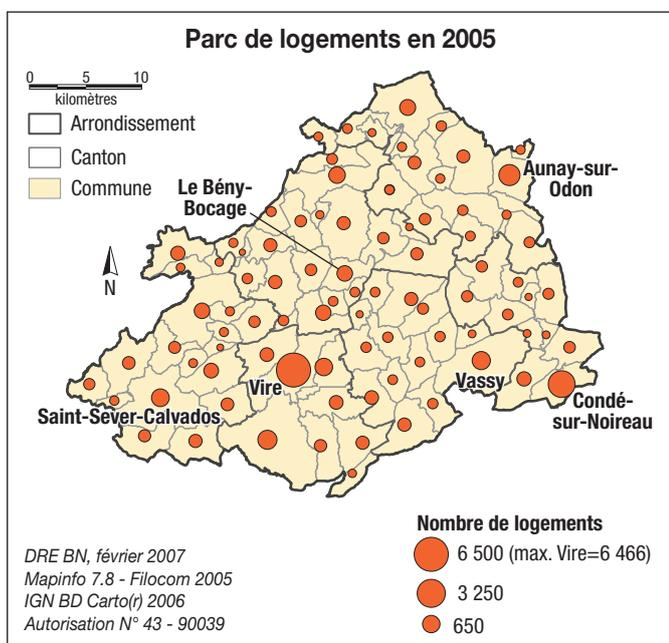 Parc de logements en 2005
0 5 10
kilomètres
Arrondissement
Canton
Commune
Le Bény-
Bocage
Aunay-sur-
Odon
N
Vire
Vassy
Saint-Sever-Calvados
Condé-
sur-Noireau
DRE BN, février 2007
Mapinfo 7.8 - Filocom 2005
IGN BD Carto(r) 2006
Autorisation N° 43 - 90039
Nombre de logements
6 500 (max. Vire=6 466)
3 250
650